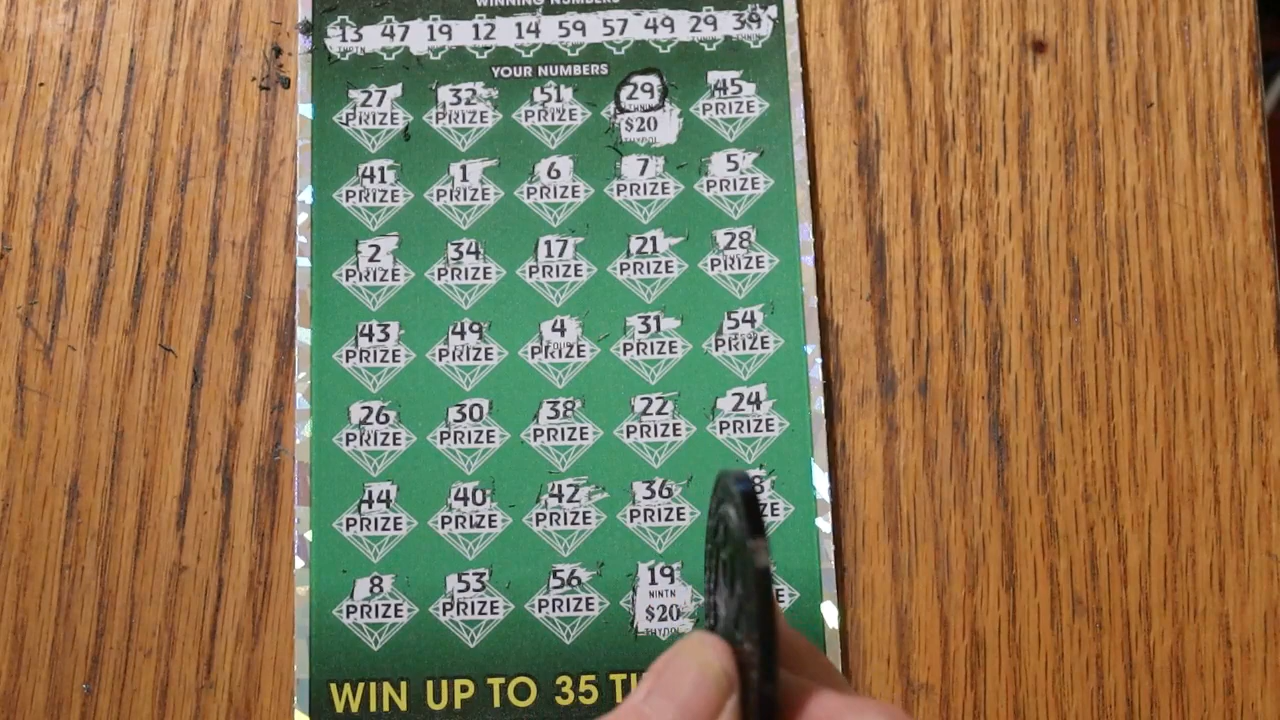 WINNING NUMBERS
13 47 19 12 14 59 57 49 29 39
YOUR NUMBERS
27 32 51 29 45
PRIZE PRIZE PRIZE $20 PRIZE
41 1 6 7 5
PRIZE PRIZE PRIZE PRIZE PRIZE
2 34 17 21 28
PRIZE PRIZE PRIZE PRIZE PRIZE
43 49 4 31 54
PRIZE PRIZE PRIZE PRIZE PRIZE
26 30 38 22 24
PRIZE PRIZE PRIZE PRIZE PRIZE
44 40 42 36
PRIZE PRIZE PRIZE PRIZE
8 53 56 19
PRIZE PRIZE PRIZE NINTN
$20
WIN UP TO 35